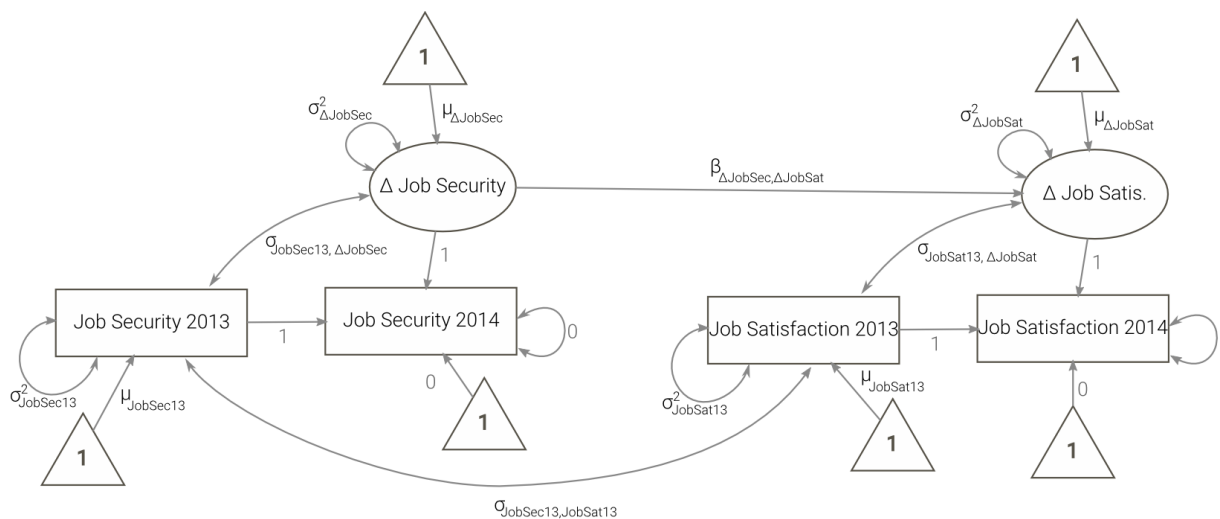 1
1
σ²ΔJobSec
μΔJobSec
σ²ΔJobSat
μΔJobSat
Δ Job Security
βΔJobSec,ΔJobSat
Δ Job Satis.
σJobSec13, ΔJobSec
1
σJobSat13, ΔJobSat
1
Job Security 2013
1
Job Security 2014
0
Job Satisfaction 2013
1
Job Satisfaction 2014
σ²JobSec13
μJobSec13
0
σ²JobSat13
μJobSat13
0
1
1
1
1
σJobSec13,JobSat13